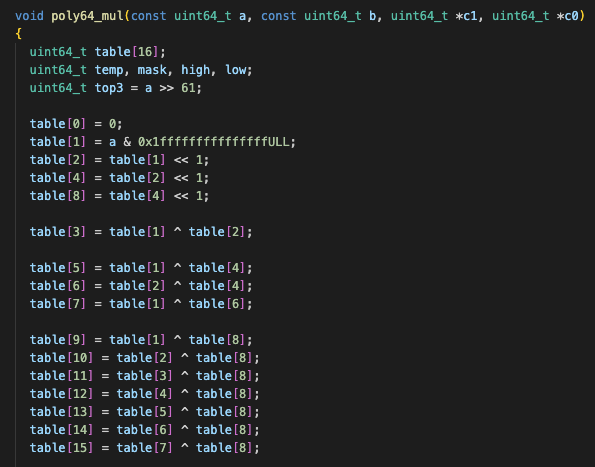 void poly64_mul(const uint64_t a, const uint64_t b, uint64_t *c1, uint64_t *c0)
{
  uint64_t table[16];
  uint64_t temp, mask, high, low;
  uint64_t top3 = a >> 61;

  table[0] = 0;
  table[1] = a & 0x1fffffffffffffffULL;
  table[2] = table[1] << 1;
  table[4] = table[2] << 1;
  table[8] = table[4] << 1;

  table[3] = table[1] ^ table[2];

  table[5] = table[1] ^ table[4];
  table[6] = table[2] ^ table[4];
  table[7] = table[1] ^ table[6];

  table[9] = table[1] ^ table[8];
  table[10] = table[2] ^ table[8];
  table[11] = table[3] ^ table[8];
  table[12] = table[4] ^ table[8];
  table[13] = table[5] ^ table[8];
  table[14] = table[6] ^ table[8];
  table[15] = table[7] ^ table[8];